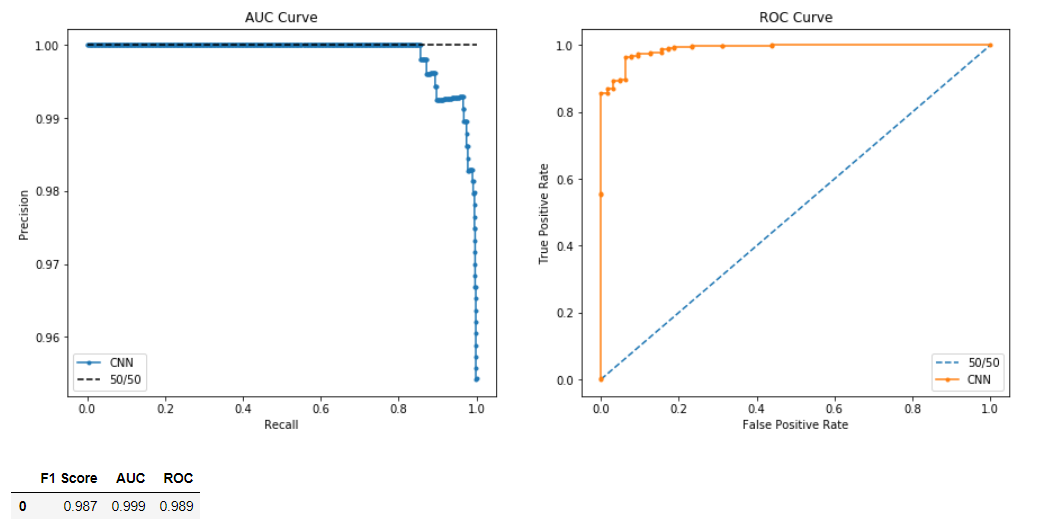 AUC Curve
1.00
0.99
0.98
0.97
0.96
Precision
0.0 0.2 0.4 0.6 0.8 1.0
Recall
CNN
50/50
ROC Curve
1.0
0.8
0.6
0.4
0.2
0.0
True Positive Rate
0.0 0.2 0.4 0.6 0.8 1.0
False Positive Rate
50/50
CNN
F1 Score AUC ROC
0 0.987 0.999 0.989